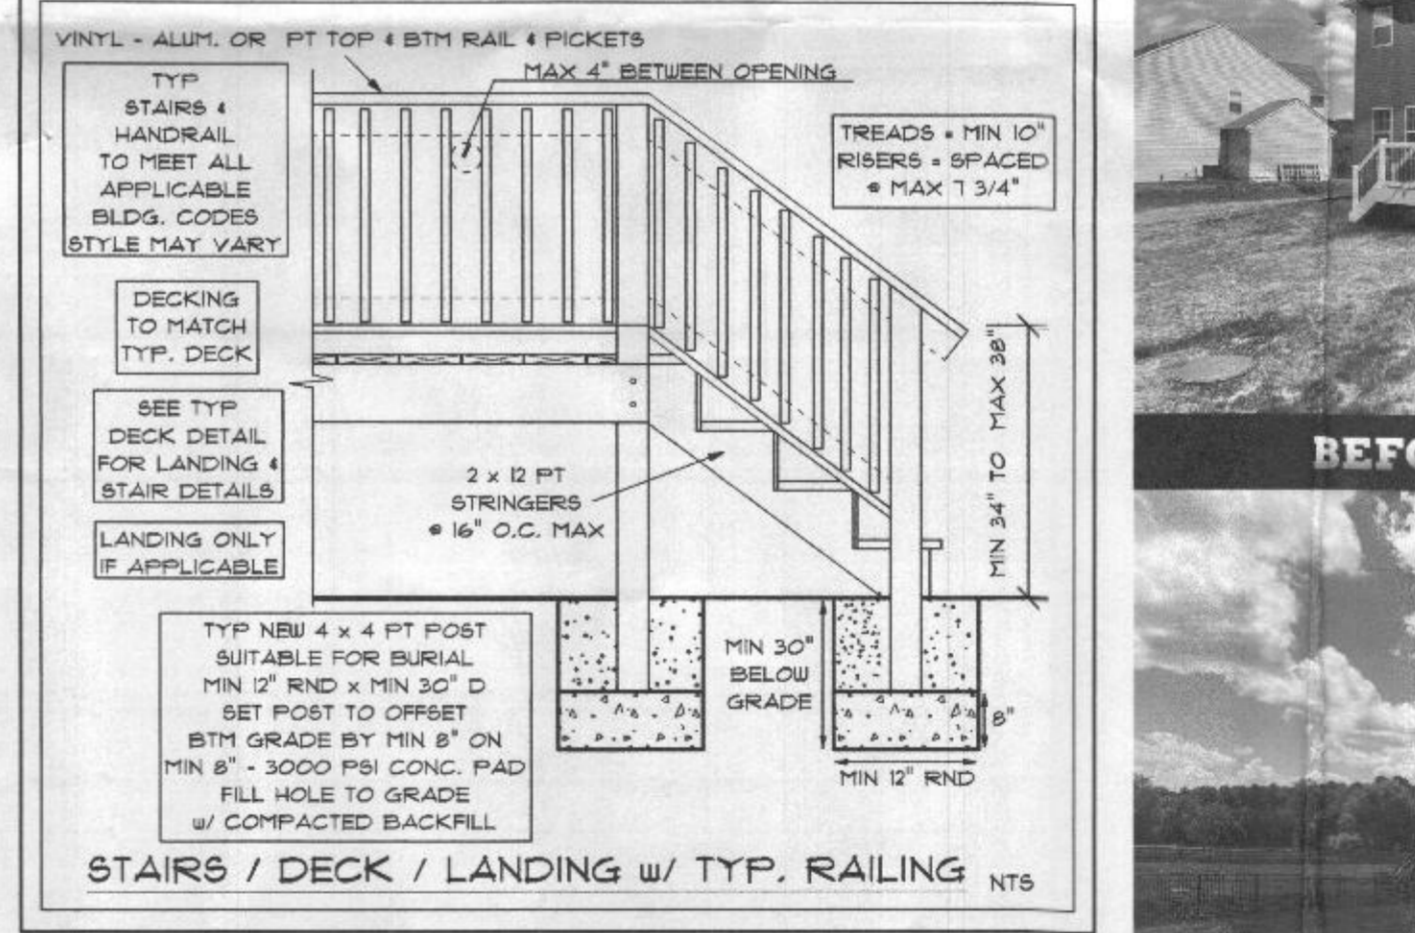 VINYL - ALUM. OR PT TOP & BTM RAIL & PICKETS
MAX 4" BETWEEN OPENING
TYP
STAIRS &
HANDRAIL
TO MEET ALL
APPLICABLE
BLDG. CODES
STYLE MAY VARY
TREADS = MIN 10"
RISERS = SPACED
@ MAX 7 3/4"
DECKING
TO MATCH
TYP. DECK
SEE TYP
DECK DETAIL
FOR LANDING &
STAIR DETAILS
LANDING ONLY
IF APPLICABLE
2 x 12 PT
STRINGERS
@ 16" O.C. MAX
MIN 34" TO MAX 38"
TYP NEW 4 x 4 PT POST
SUITABLE FOR BURIAL
MIN 12" RND x MIN 30" D
SET POST TO OFFSET
BTM GRADE BY MIN 8" ON
MIN 8" - 3000 PSI CONC. PAD
FILL HOLE TO GRADE
w/ COMPACTED BACKFILL
MIN 30"
BELOW
GRADE
8"
MIN 12" RND
STAIRS / DECK / LANDING w/ TYP. RAILING
NTS
BEFO